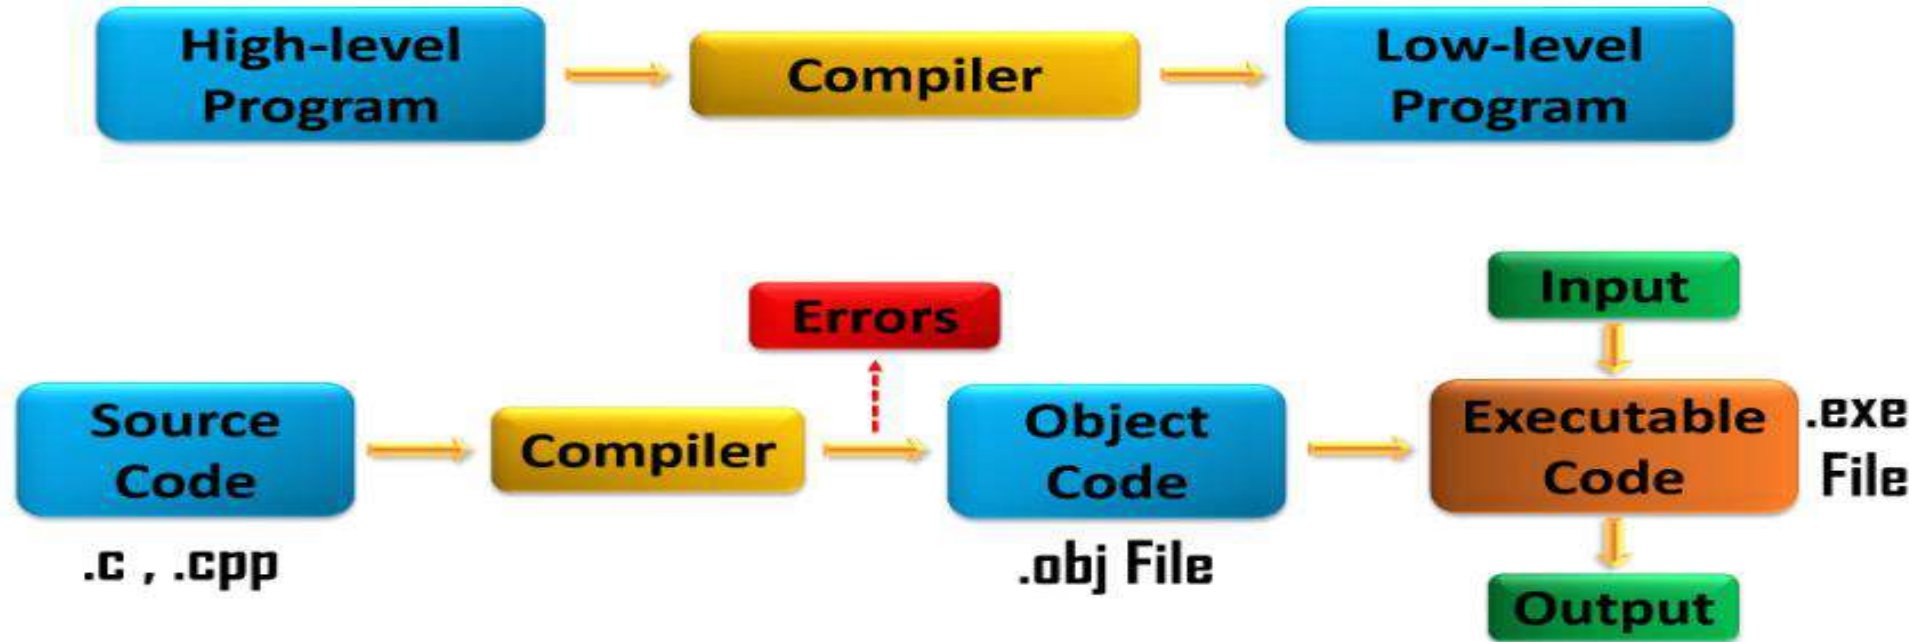 High-level
Program
Compiler
Low-level
Program
Errors
Input
Source
Code
.c , .cpp
Compiler
Object
Code
.obj File
Executable
Code
.exe
File
Output